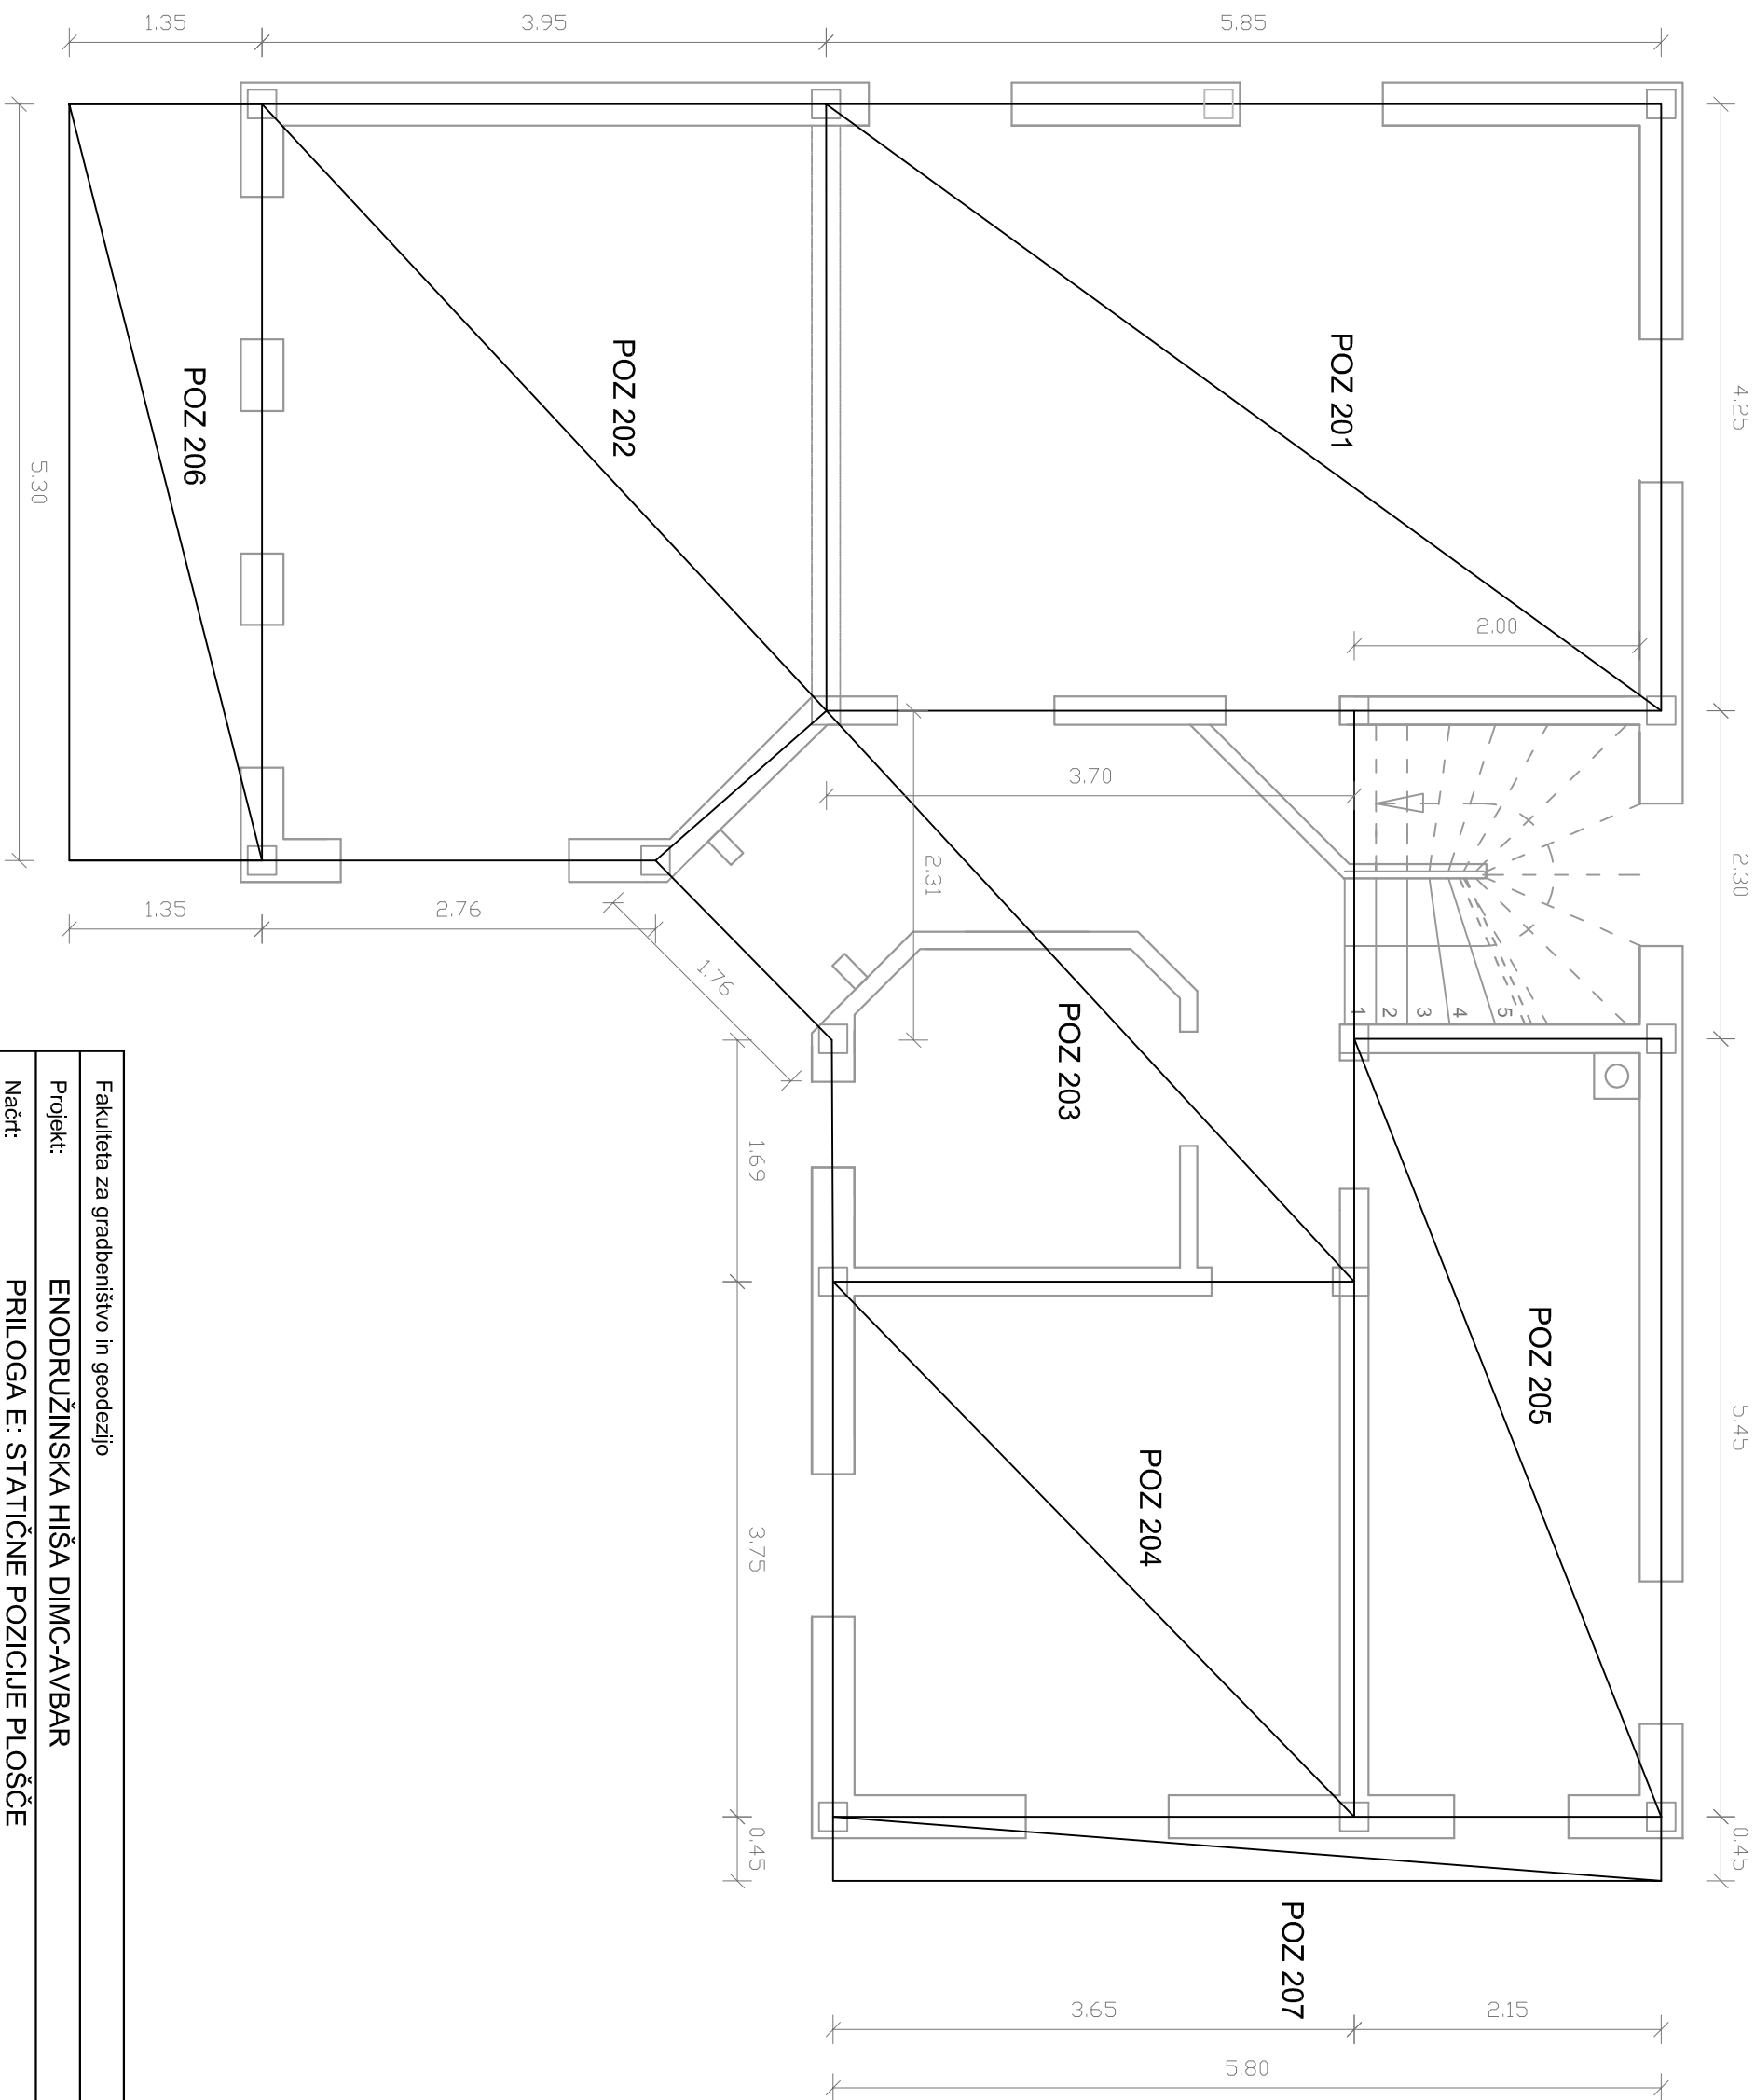 1.35
3.95
5.85
4.25
2.30
5.45
0.45
POZ 201
2.00
POZ 202
POZ 206
5.30
3.70
2.31
1.35
2.76
1.76
1
2
3
4
5
POZ 203
1.69
POZ 205
POZ 204
3.75
0.45
POZ 207
3.65
2.15
5.80
Fakulteta za gradbeništvo in geodezijo
Projekt: ENODRUŽINSKA HIŠA DIMC-AVBAR
Načrt: PRILOGA E: STATIČNE POZICIJE PLOŠČE